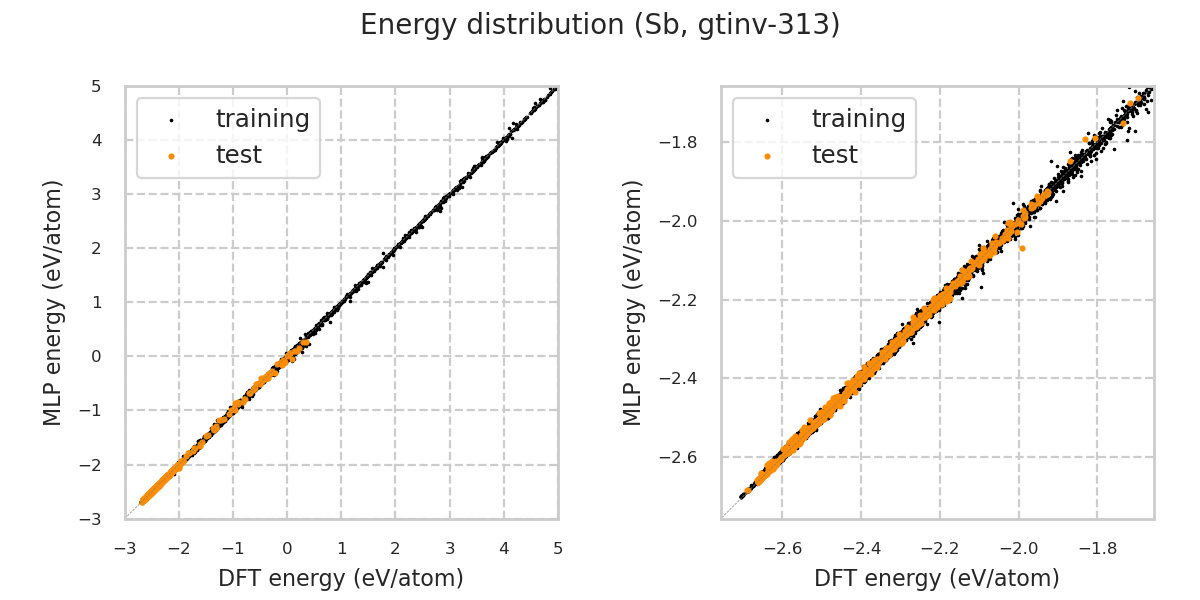 Energy distribution (Sb, gtinv-313)
training
test
5
4
3
2
1
0
−1
−2
−3
−3 −2 −1 0 1 2 3 4 5
MLP energy (eV/atom)
DFT energy (eV/atom)
training
test
−1.8
−2.0
−2.2
−2.4
−2.6
−2.6 −2.4 −2.2 −2.0 −1.8
MLP energy (eV/atom)
DFT energy (eV/atom)